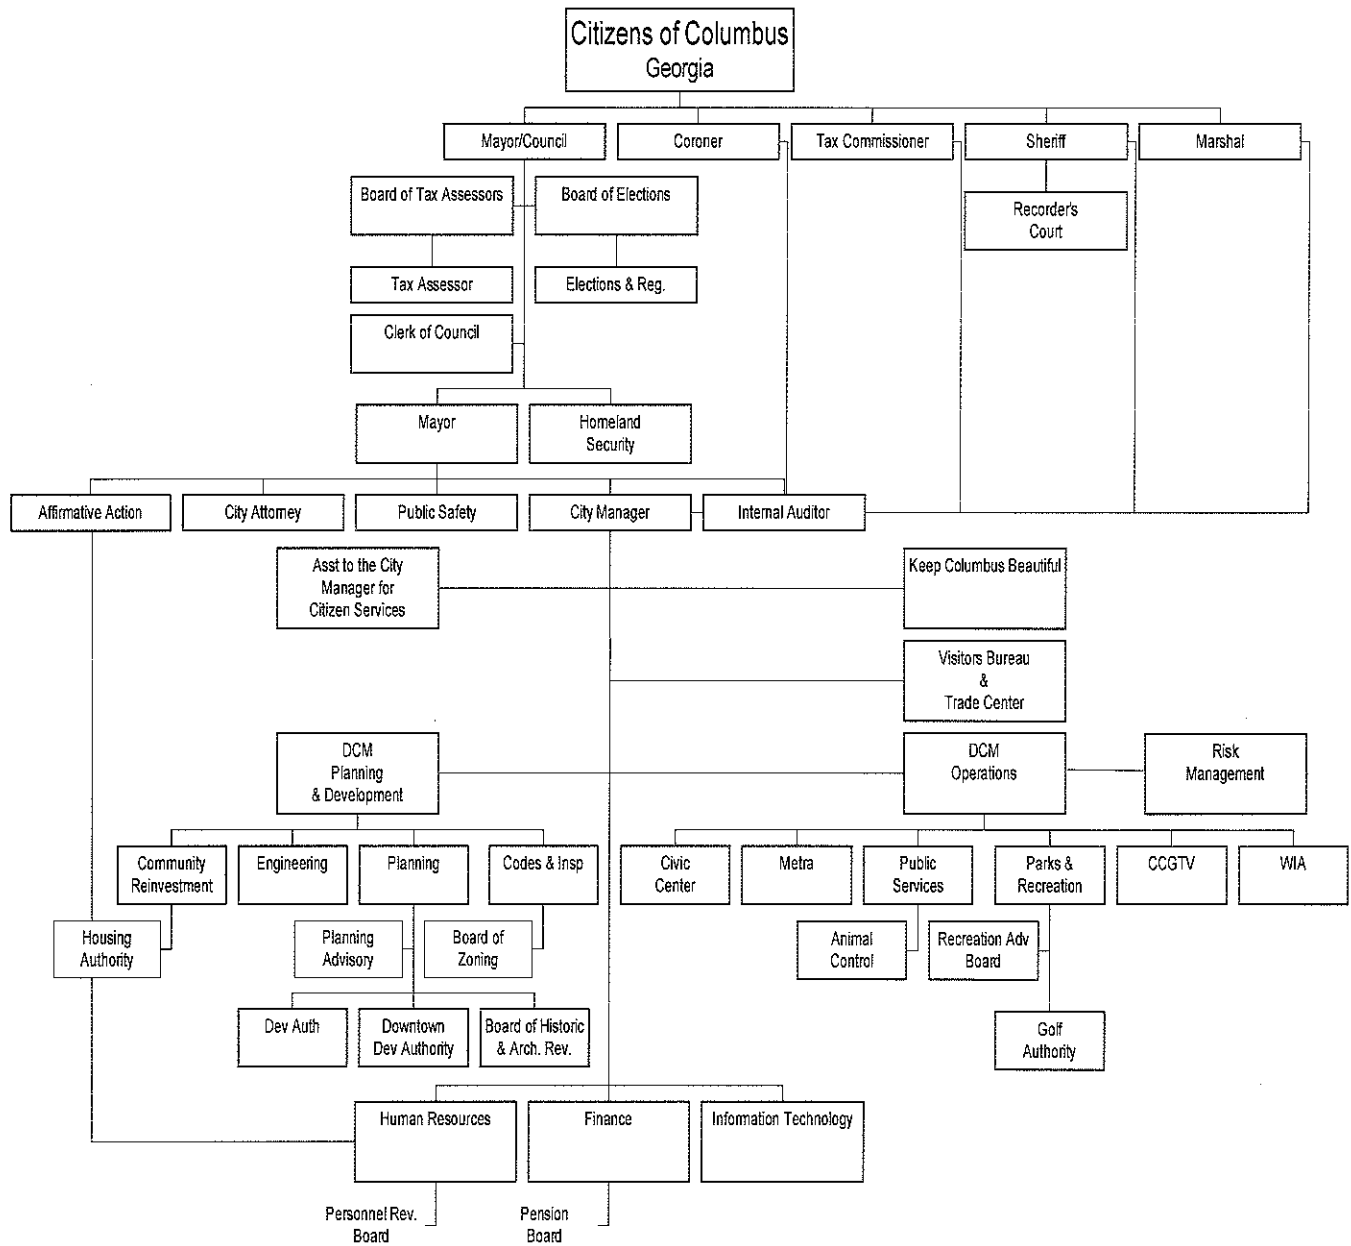 Citizens of Columbus
Georgia
Mayor/Council
Coroner
Tax Commissioner
Sheriff
Marshal
Board of Tax Assessors
Board of Elections
Recorder's
Court
Tax Assessor
Elections & Reg.
Clerk of Council
Mayor
Homeland
Security
Affirmative Action
City Attorney
Public Safety
City Manager
Internal Auditor
Asst to the City
Manager for
Citizen Services
Keep Columbus Beautiful
Visitors Bureau
&
Trade Center
DCM
Planning
& Development
DCM
Operations
Risk
Management
Community
Reinvestment
Engineering
Planning
Codes & Insp
Civic
Center
Metra
Public
Services
Parks &
Recreation
CCGTV
WIA
Housing
Authority
Planning
Advisory
Board of
Zoning
Animal
Control
Recreation Adv
Board
Dev Auth
Downtown
Dev Authority
Board of Historic
& Arch. Rev.
Golf
Authority
Human Resources
Finance
Information Technology
Personnel Rev.
Board
Pension
Board